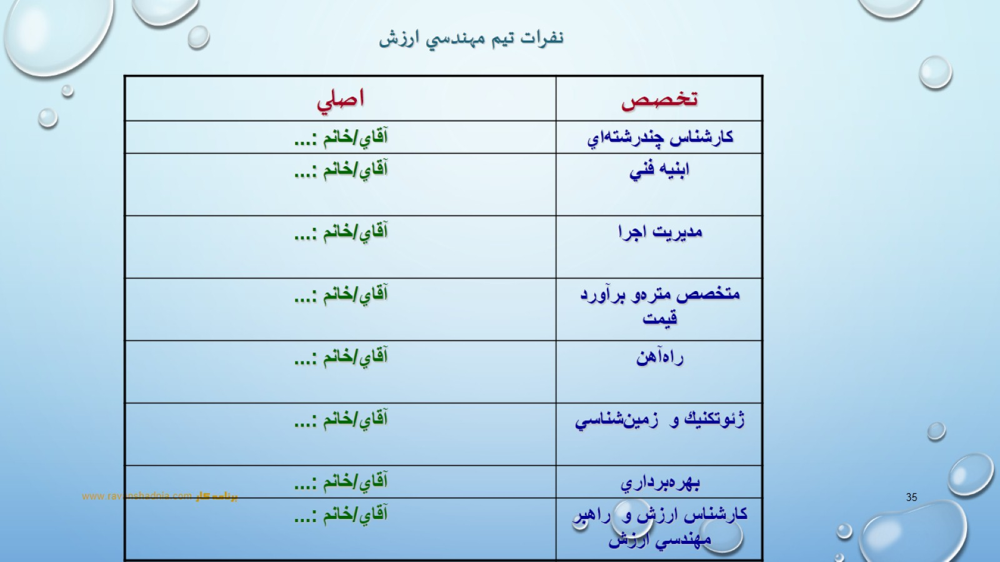 نفرات تيم مهندسي ارزش
تخصص اصلي
كارشناس چندرشته‌اي آقاي/خانم :...
ابنيه فني آقاي/خانم :...
مديريت اجرا آقاي/خانم :...
متخصص متره‌و برآورد آقاي/خانم :...
قيمت
راه‌آهن آقاي/خانم :...
ژئوتكنيك و زمين‌شناسي آقاي/خانم :...
بهره‌برداري آقاي/خانم :...
برنامه کار www.ravanshadnia.com
35
كارشناس ارزش و راهبر آقاي/خانم :...
مهندسي ارزش